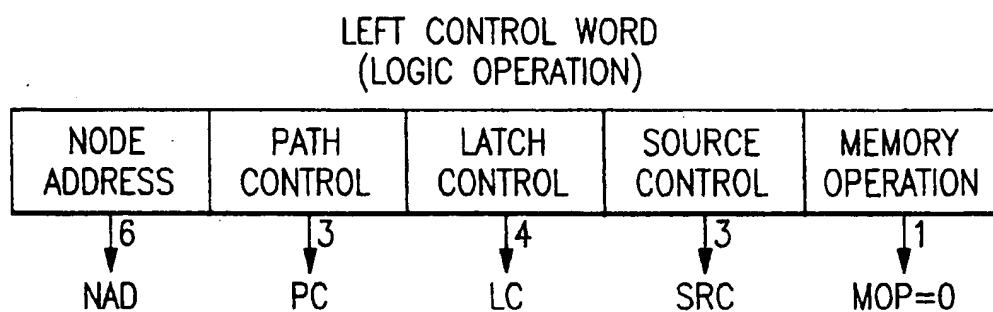 LEFT CONTROL WORD
(LOGIC OPERATION)
NODE ADDRESS
PATH CONTROL
LATCH CONTROL
SOURCE CONTROL
MEMORY OPERATION
6
3
4
3
1
NAD
PC
LC
SRC
MOP=0